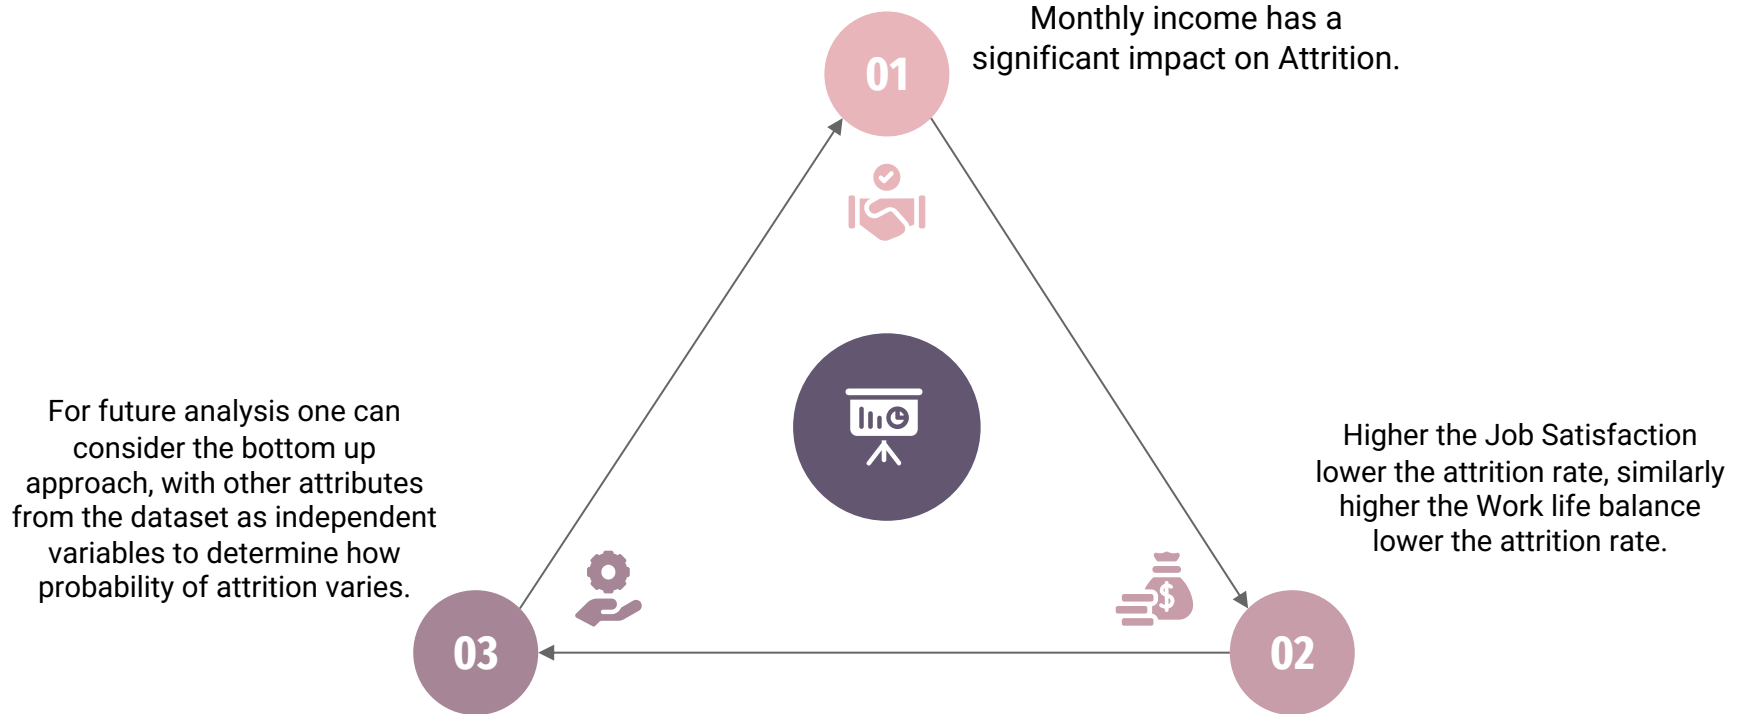 01
Monthly income has a
significant impact on Attrition.
02
Higher the Job Satisfaction
lower the attrition rate, similarly
higher the Work life balance
lower the attrition rate.
$
03
For future analysis one can
consider the bottom up
approach, with other attributes
from the dataset as independent
variables to determine how
probability of attrition varies.